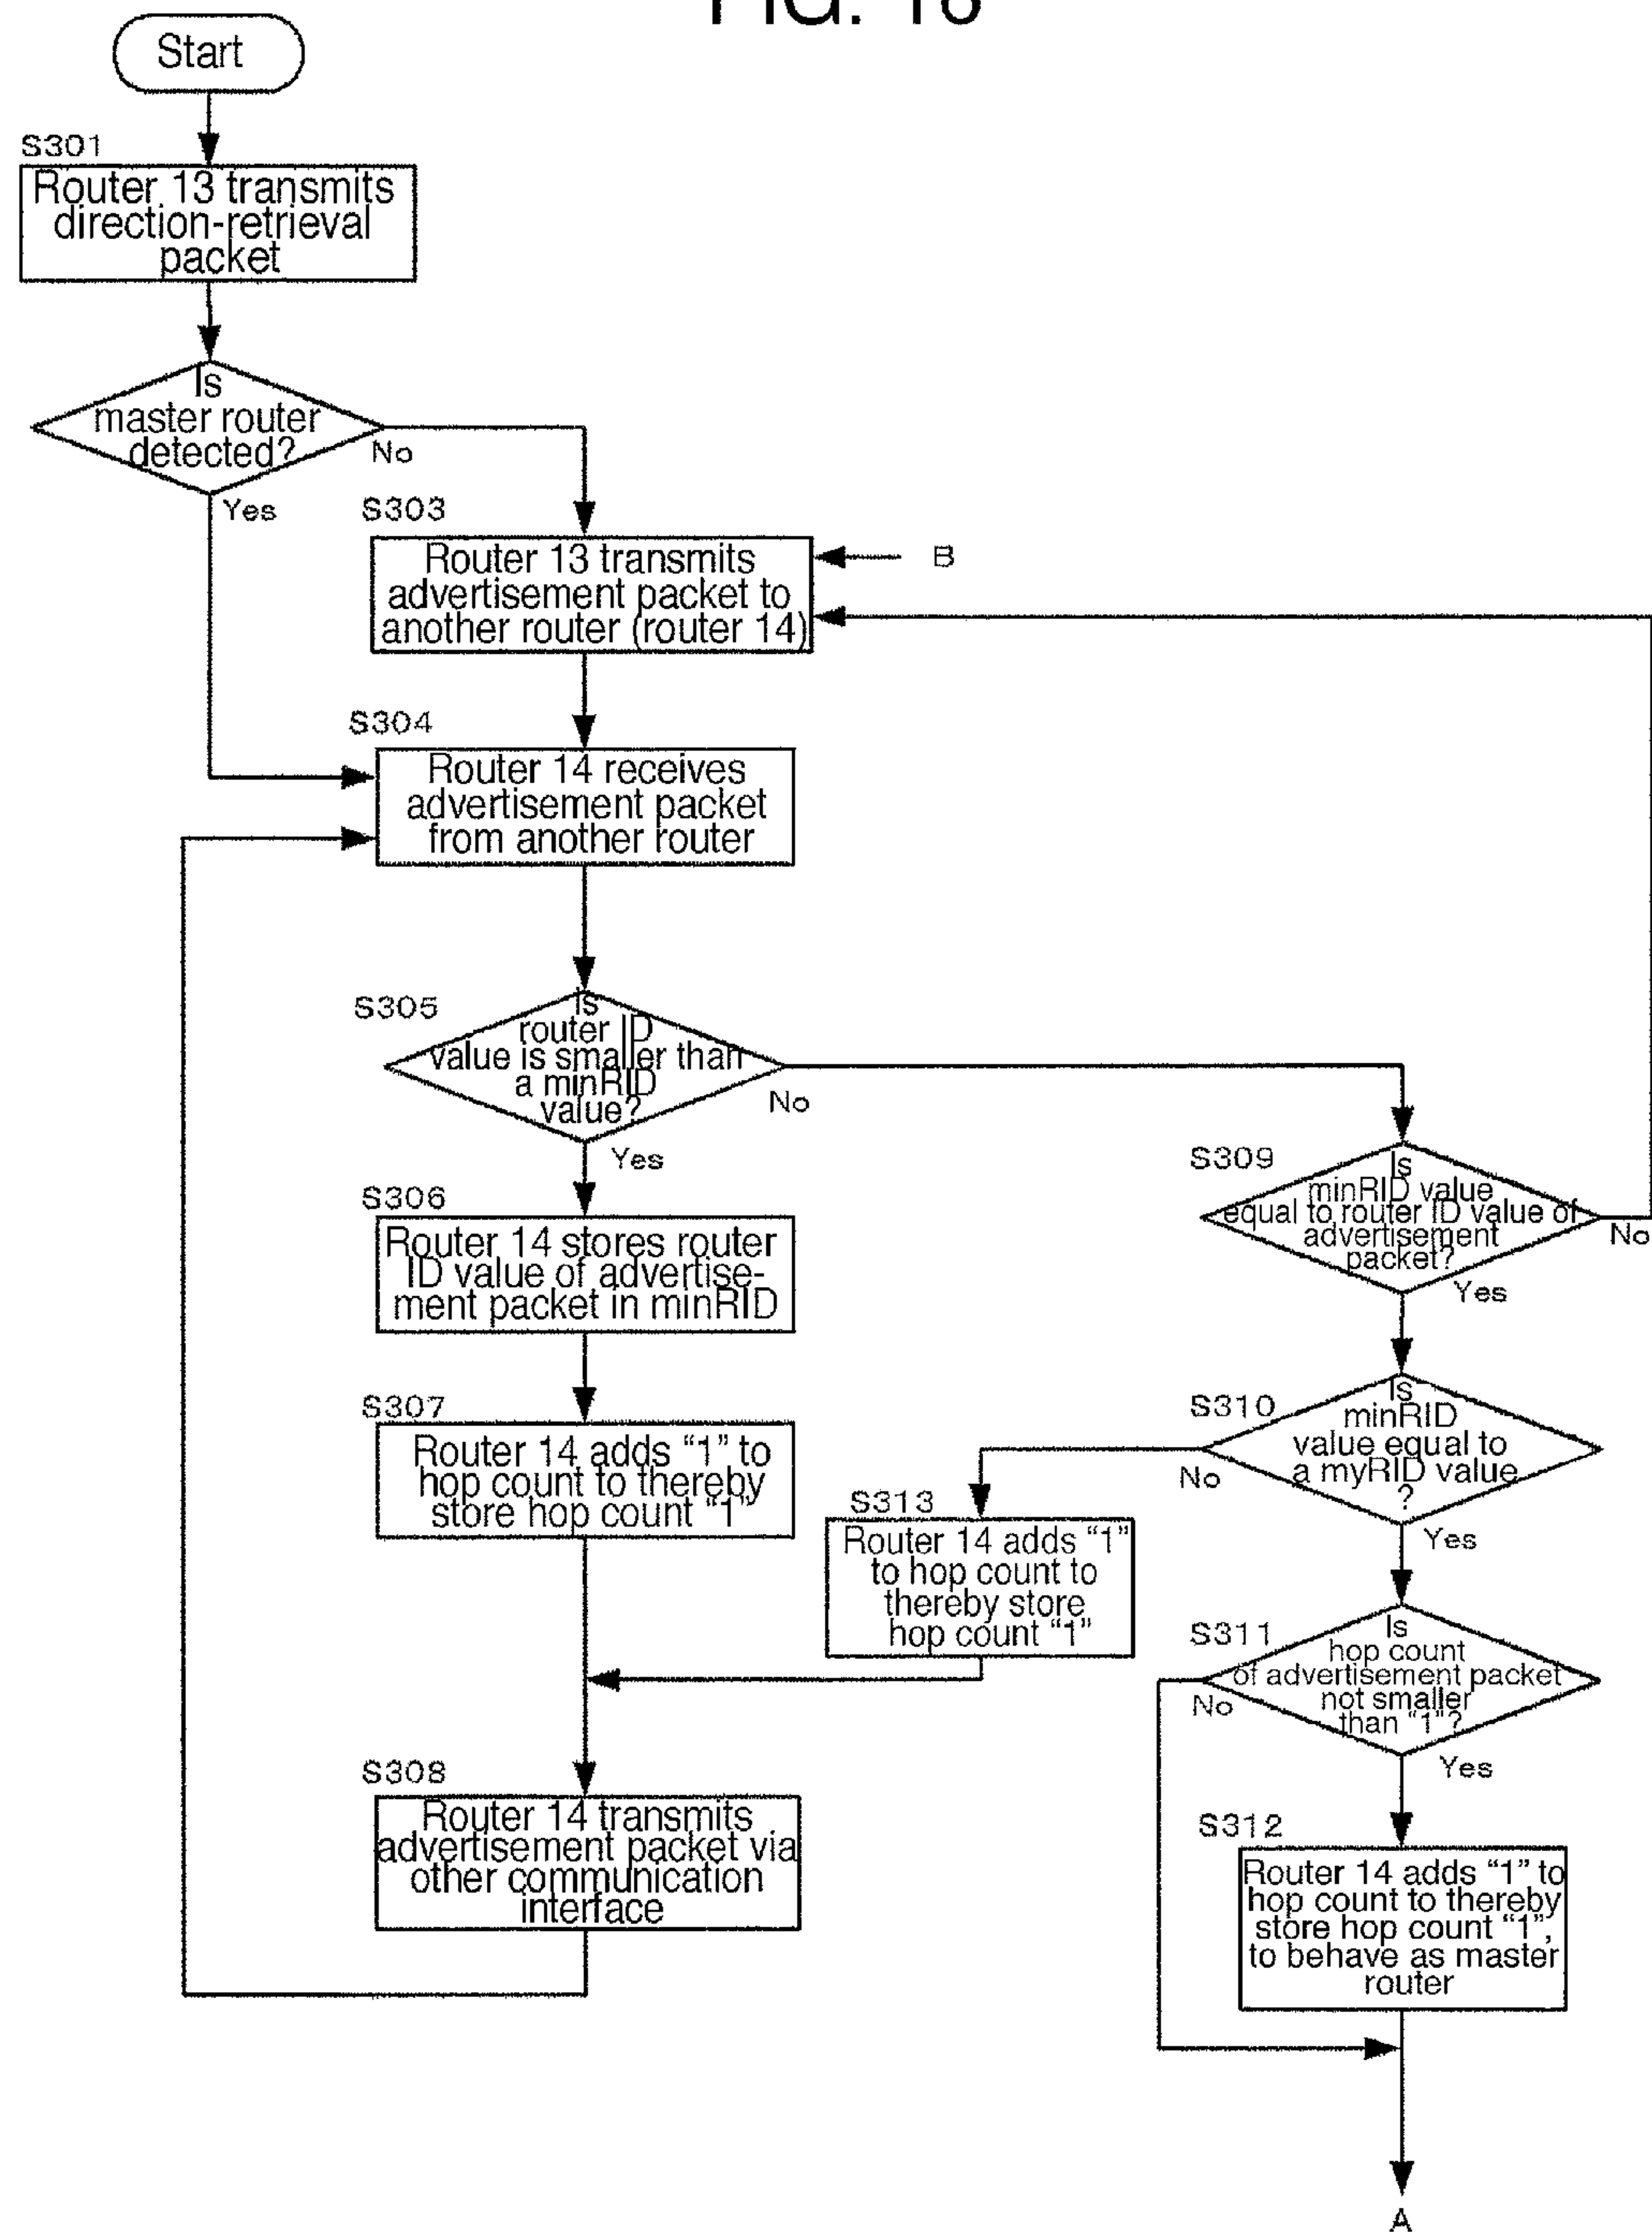 FIG. 16
Start
S301
Router 13 transmits
direction-retrieval
packet
Is
master router
detected?
No
Yes
S303
Router 13 transmits
advertisement packet to
another router (router 14)
B
S304
Router 14 receives
advertisement packet
from another router
S305
Is
router ID
value is smaller than
a minRID
value?
No
Yes
S306
Router 14 stores router
ID value of advertise-
ment packet in minRID
S307
Router 14 adds “1” to
hop count to thereby
store hop count “1”
S308
Router 14 transmits
advertisement packet via
other communication
interface
S309
Is
minRID value
equal to router ID value of
advertisement
packet?
No
Yes
S310
Is
minRID
value equal to
a myRID value
?
No
Yes
S313
Router 14 adds “1”
to hop count to
thereby store
hop count “1”
S311
Is
hop count
of advertisement packet
not smaller
than “1”?
No
Yes
S312
Router 14 adds “1” to
hop count to thereby
store hop count “1”,
to behave as master
router
A